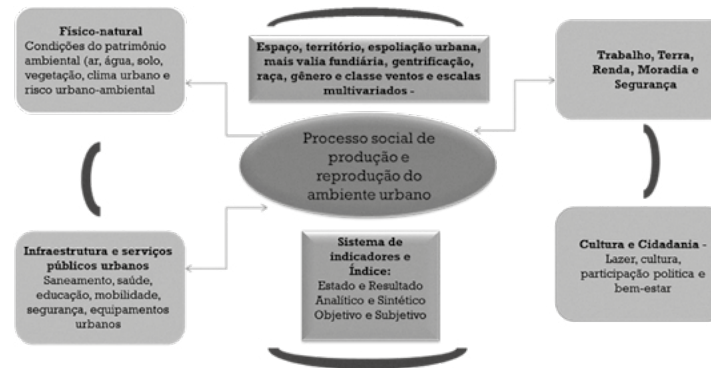 Físico-natural
Condições do patrimônio
ambiental (ar, água, solo,
vegetação, clima urbano e
risco urbano-ambiental
Espaço, território, espoliação urbana,
mais valia fundiária, gentrificação,
raça, gênero e classe ventos e escalas
multivariados -
Trabalho, Terra,
Renda, Moradia e
Segurança
Processo social de
produção e
reprodução do
ambiente urbano
Infraestrutura e serviços
públicos urbanos
Saneamento, saúde,
educação, mobilidade,
segurança, equipamentos
urbanos
Sistema de
indicadores e
Índice:
Estado e Resultado
Analítico e Sintético
Objetivo e Subjetivo
Cultura e Cidadania -
Lazer, cultura,
participação política e
bem-estar